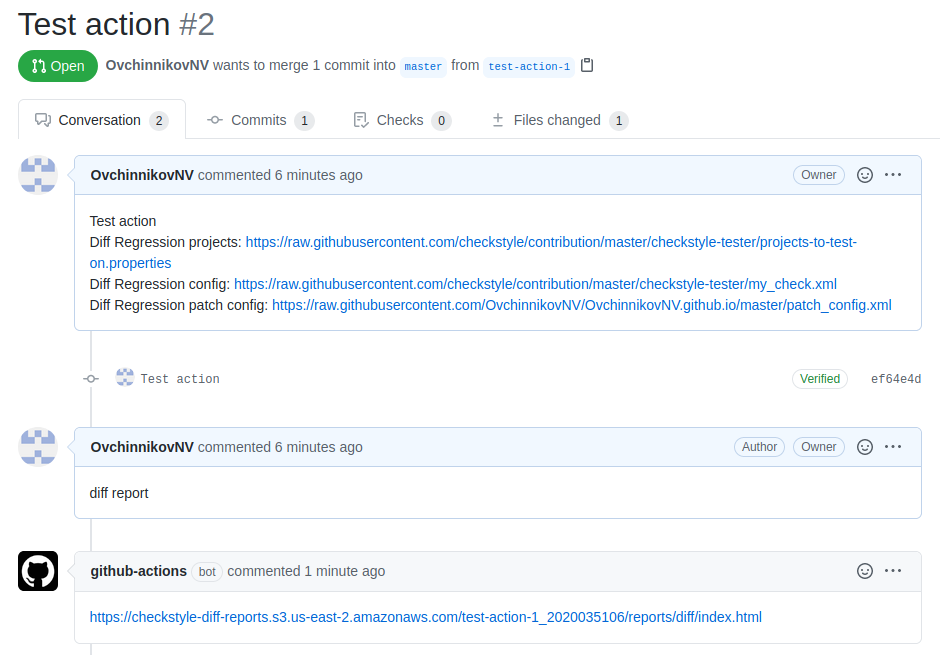 Test action #2
Open OvchinnikovNV wants to merge 1 commit into master from test-action-1
Conversation 2 Commits 1 Checks 0 Files changed 1
OvchinnikovNV commented 6 minutes ago Owner
Test action
Diff Regression projects: https://raw.githubusercontent.com/checkstyle/contribution/master/checkstyle-tester/projects-to-test-
on.properties
Diff Regression config: https://raw.githubusercontent.com/checkstyle/contribution/master/checkstyle-tester/my_check.xml
Diff Regression patch config: https://raw.githubusercontent.com/OvchinnikovNV/OvchinnikovNV.github.io/master/patch_config.xml
Test action Verified ef64e4d
OvchinnikovNV commented 6 minutes ago Author Owner
diff report
github-actions bot commented 1 minute ago
https://checkstyle-diff-reports.s3.us-east-2.amazonaws.com/test-action-1_2020035106/reports/diff/index.html